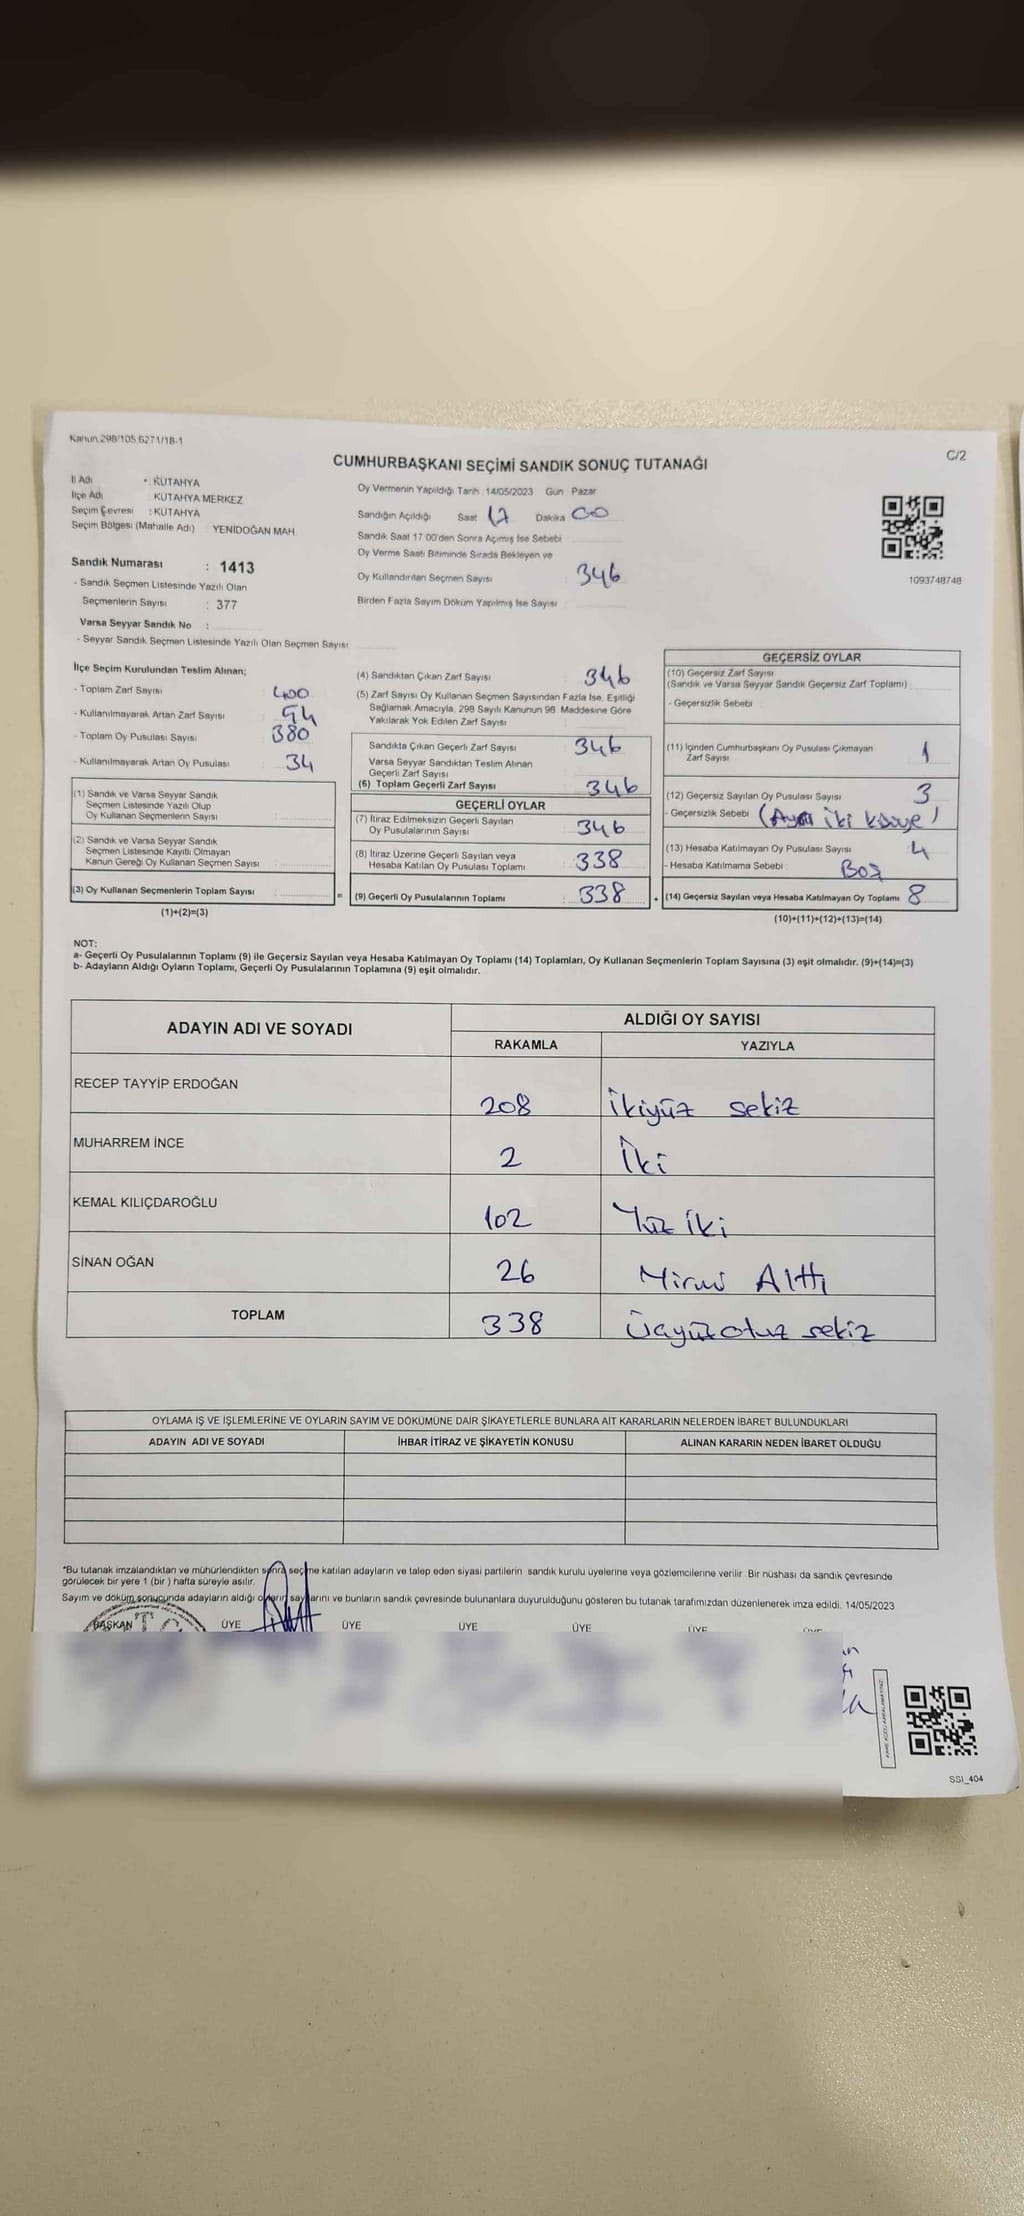 Kanun.298/105,6271/18-1
C/2
CUMHURBAŞKANI SEÇİMİ SANDIK SONUÇ TUTANAĞI
İl Adı : KÜTAHYA
İlçe Adı KÜTAHYA MERKEZ
Seçim Çevresi : KÜTAHYA
Seçim Bölgesi (Mahalle Adı) YENİDOĞAN MAH
Sandık Numarası : 1413
- Sandık Seçmen Listesinde Yazılı Olan
Seçmenlerin Sayısı : 377
Varsa Seyyar Sandık No :
- Seyyar Sandık Seçmen Listesinde Yazılı Olan Seçmen Sayısı
Oy Vermenin Yapıldığı Tarih 14/05/2023 Gün Pazar
Sandığın Açıldığı Saat 17 Dakika 00
Sandık Saat 17 00'den Sonra Açılmış İse Sebebi
Oy Verme Saati Bitiminde Sırada Bekleyen ve
Oy Kullandırılan Seçmen Sayısı : 346
Birden Fazla Sayım Döküm Yapılmış İse Sayısı
1093748748
İlçe Seçim Kurulundan Teslim Alınan;
- Toplam Zarf Sayısı 400
- Kullanılmayarak Artan Zarf Sayısı 54
- Toplam Oy Pusulası Sayısı 380
- Kullanılmayarak Artan Oy Pusulası 34
(1) Sandık ve Varsa Seyyar Sandık
Seçmen Listesinde Yazılı Olup
Oy Kullanan Seçmenlerin Sayısı
(2) Sandık ve Varsa Seyyar Sandık
Seçmen Listesinde Kayıtlı Olmayan
Kanun Gereği Oy Kullanan Seçmen Sayısı
(3) Oy Kullanan Seçmenlerin Toplam Sayısı : =
(1)+(2)=(3)
(4) Sandıktan Çıkan Zarf Sayısı 346
(5) Zarf Sayısı Oy Kullanan Seçmen Sayısından Fazla İse, Eşitliği
Sağlamak Amacıyla, 298 Sayılı Kanunun 98. Maddesine Göre
Yakılarak Yok Edilen Zarf Sayısı :
Sandıkta Çıkan Geçerli Zarf Sayısı 346
Varsa Seyyar Sandıktan Teslim Alınan
Geçerli Zarf Sayısı
(6) Toplam Geçerli Zarf Sayısı 346
GEÇERLİ OYLAR
(7) İtiraz Edilmeksizin Geçerli Sayılan
Oy Pusulalarının Sayısı 346
(8) İtiraz Üzerine Geçerli Sayılan veya
Hesaba Katılan Oy Pusulası Toplamı 338
(9) Geçerli Oy Pusulalarının Toplamı : 338 +
GEÇERSİZ OYLAR
(10) Geçersiz Zarf Sayısı
(Sandık ve Varsa Seyyar Sandık Geçersiz Zarf Toplamı)
- Geçersizlik Sebebi
(11) İçinden Cumhurbaşkanı Oy Pusulası Çıkmayan
Zarf Sayısı 1
(12) Geçersiz Sayılan Oy Pusulası Sayısı 3
- Geçersizlik Sebebi (Ayrı iki kişiye)
(13) Hesaba Katılmayan Oy Pusulası Sayısı 4
- Hesaba Katılmama Sebebi Boş
(14) Geçersiz Sayılan veya Hesaba Katılmayan Oy Toplamı 8
(10)+(11)+(12)+(13)=(14)
NOT:
a- Geçerli Oy Pusulalarının Toplamı (9) ile Geçersiz Sayılan veya Hesaba Katılmayan Oy Toplamı (14) Toplamları, Oy Kullanan Seçmenlerin Toplam Sayısına (3) eşit olmalıdır. (9)+(14)=(3)
b- Adayların Aldığı Oyların Toplamı, Geçerli Oy Pusulalarının Toplamına (9) eşit olmalıdır.
ADAYIN ADI VE SOYADI ALDIĞI OY SAYISI
RAKAMLA YAZIYLA
RECEP TAYYİP ERDOĞAN 208 İkiyüz sekiz
MUHARREM İNCE 2 İki
KEMAL KILIÇDAROĞLU 102 Yüz iki
SİNAN OĞAN 26 Yirmi Altı
TOPLAM 338 Üçyüzotuz sekiz
OYLAMA İŞ VE İŞLEMLERİNE VE OYLARIN SAYIM VE DÖKÜMÜNE DAİR ŞİKAYETLERLE BUNLARA AİT KARARLARIN NELERDEN İBARET BULUNDUKLARI
ADAYIN ADI VE SOYADI İHBAR İTİRAZ VE ŞİKAYETİN KONUSU ALINAN KARARIN NEDEN İBARET OLDUĞU
*Bu tutanak imzalandıktan ve mühürlendikten sonra seçime katılan adayların ve talep eden siyasi partilerin sandık kurulu üyelerine veya gözlemcilerine verilir. Bir nüshası da sandık çevresinde
görülecek bir yere 1 (bir ) hafta süreyle asılır.
Sayım ve döküm sonucunda adayların aldığı oyların sayılarını ve bunların sandık çevresinde bulunanlara duyurulduğunu gösteren bu tutanak tarafımızdan düzenlenerek imza edildi. 14/05/2023
BAŞKAN ÜYE ÜYE ÜYE ÜYE ÜYE
SSI_404